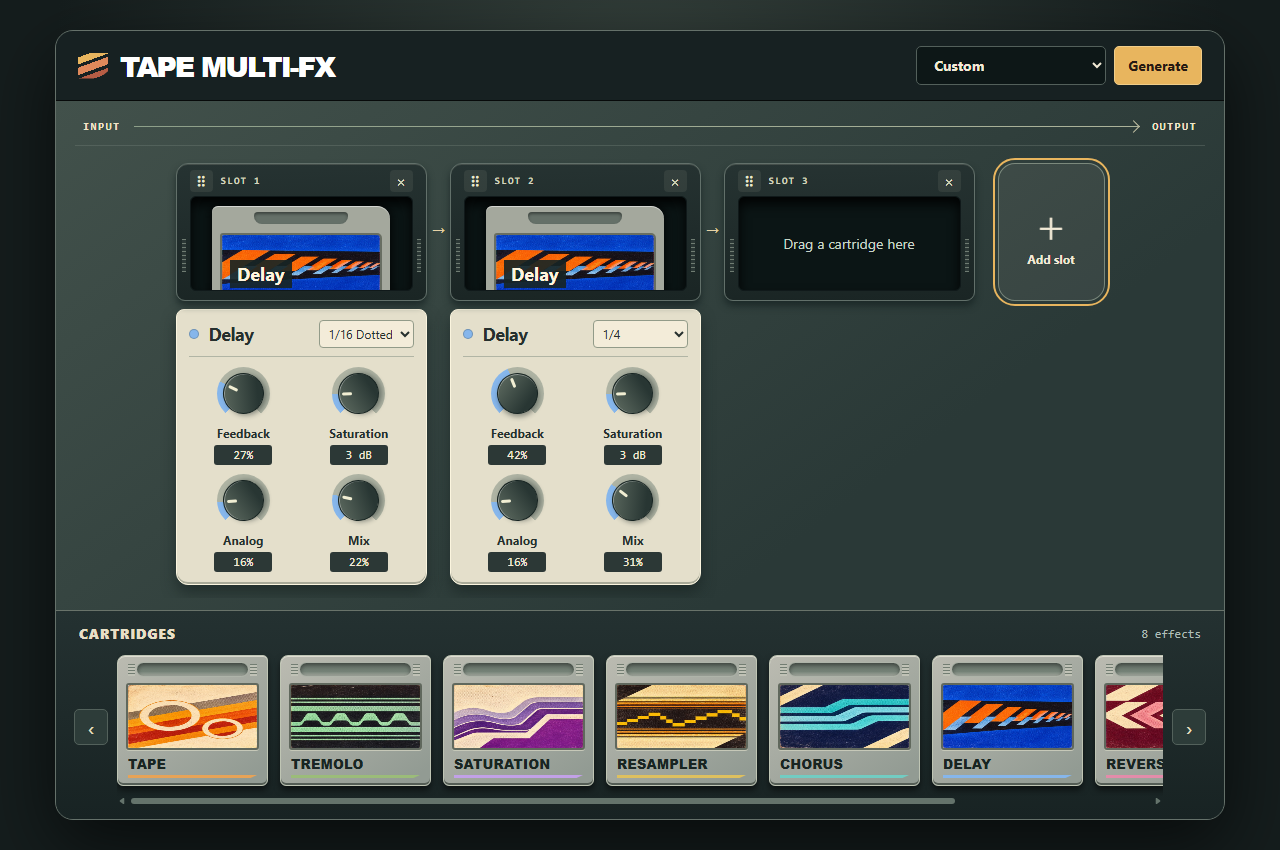 TAPE MULTI-FX
Custom
Generate
INPUT
OUTPUT
SLOT 1
×
SLOT 2
×
SLOT 3
×
Delay
→
Delay
→
Drag a cartridge here
+
Add slot
Delay
1/16 Dotted
Delay
1/4
Feedback
Saturation
Feedback
Saturation
27%
3 dB
42%
3 dB
Analog
Mix
Analog
Mix
16%
22%
16%
31%
CARTRIDGES
8 effects
‹
›
TAPE
TREMOLO
SATURATION
RESAMPLER
CHORUS
DELAY
REVERS